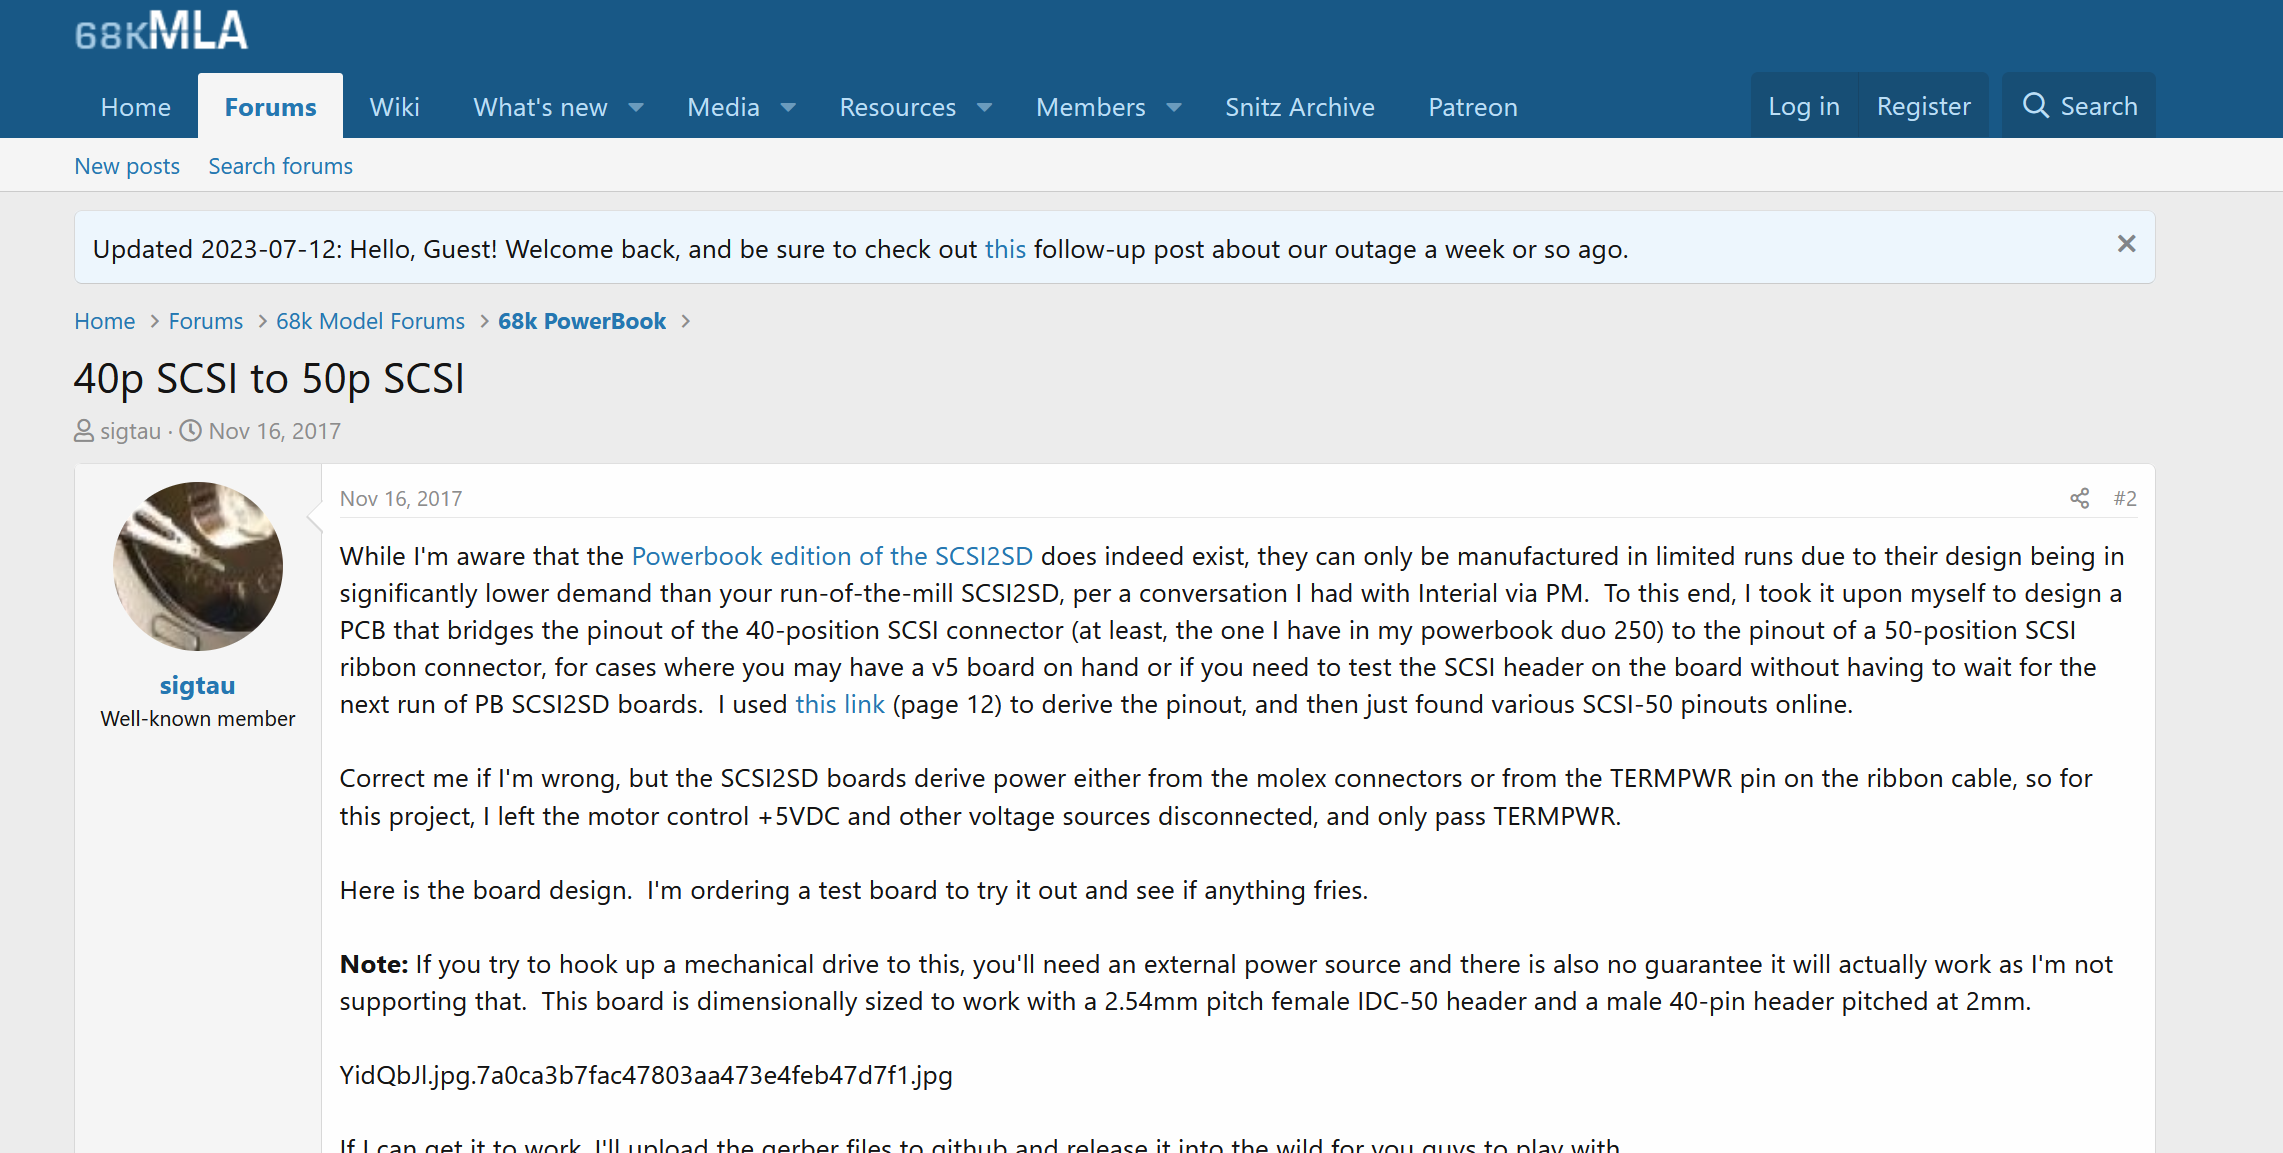 68kMLA
Home Forums Wiki What's new Media Resources Members Snitz Archive Patreon Log in Register Search
New posts Search forums
Updated 2023-07-12: Hello, Guest! Welcome back, and be sure to check out this follow-up post about our outage a week or so ago.
Home Forums 68k Model Forums 68k PowerBook
40p SCSI to 50p SCSI
sigtau · Nov 16, 2017
Nov 16, 2017 #2
sigtau
Well-known member
While I'm aware that the Powerbook edition of the SCSI2SD does indeed exist, they can only be manufactured in limited runs due to their design being in
significantly lower demand than your run-of-the-mill SCSI2SD, per a conversation I had with Interial via PM. To this end, I took it upon myself to design a
PCB that bridges the pinout of the 40-position SCSI connector (at least, the one I have in my powerbook duo 250) to the pinout of a 50-position SCSI
ribbon connector, for cases where you may have a v5 board on hand or if you need to test the SCSI header on the board without having to wait for the
next run of PB SCSI2SD boards. I used this link (page 12) to derive the pinout, and then just found various SCSI-50 pinouts online.
Correct me if I'm wrong, but the SCSI2SD boards derive power either from the molex connectors or from the TERMPWR pin on the ribbon cable, so for
this project, I left the motor control +5VDC and other voltage sources disconnected, and only pass TERMPWR.
Here is the board design. I'm ordering a test board to try it out and see if anything fries.
Note: If you try to hook up a mechanical drive to this, you'll need an external power source and there is also no guarantee it will actually work as I'm not
supporting that. This board is dimensionally sized to work with a 2.54mm pitch female IDC-50 header and a male 40-pin header pitched at 2mm.
YidQbJl.jpg.7a0ca3b7fac47803aa473e4feb47d7f1.jpg
If I can get it to work, I'll upload the gerber files to github and release it into the wild for you guys to play with.